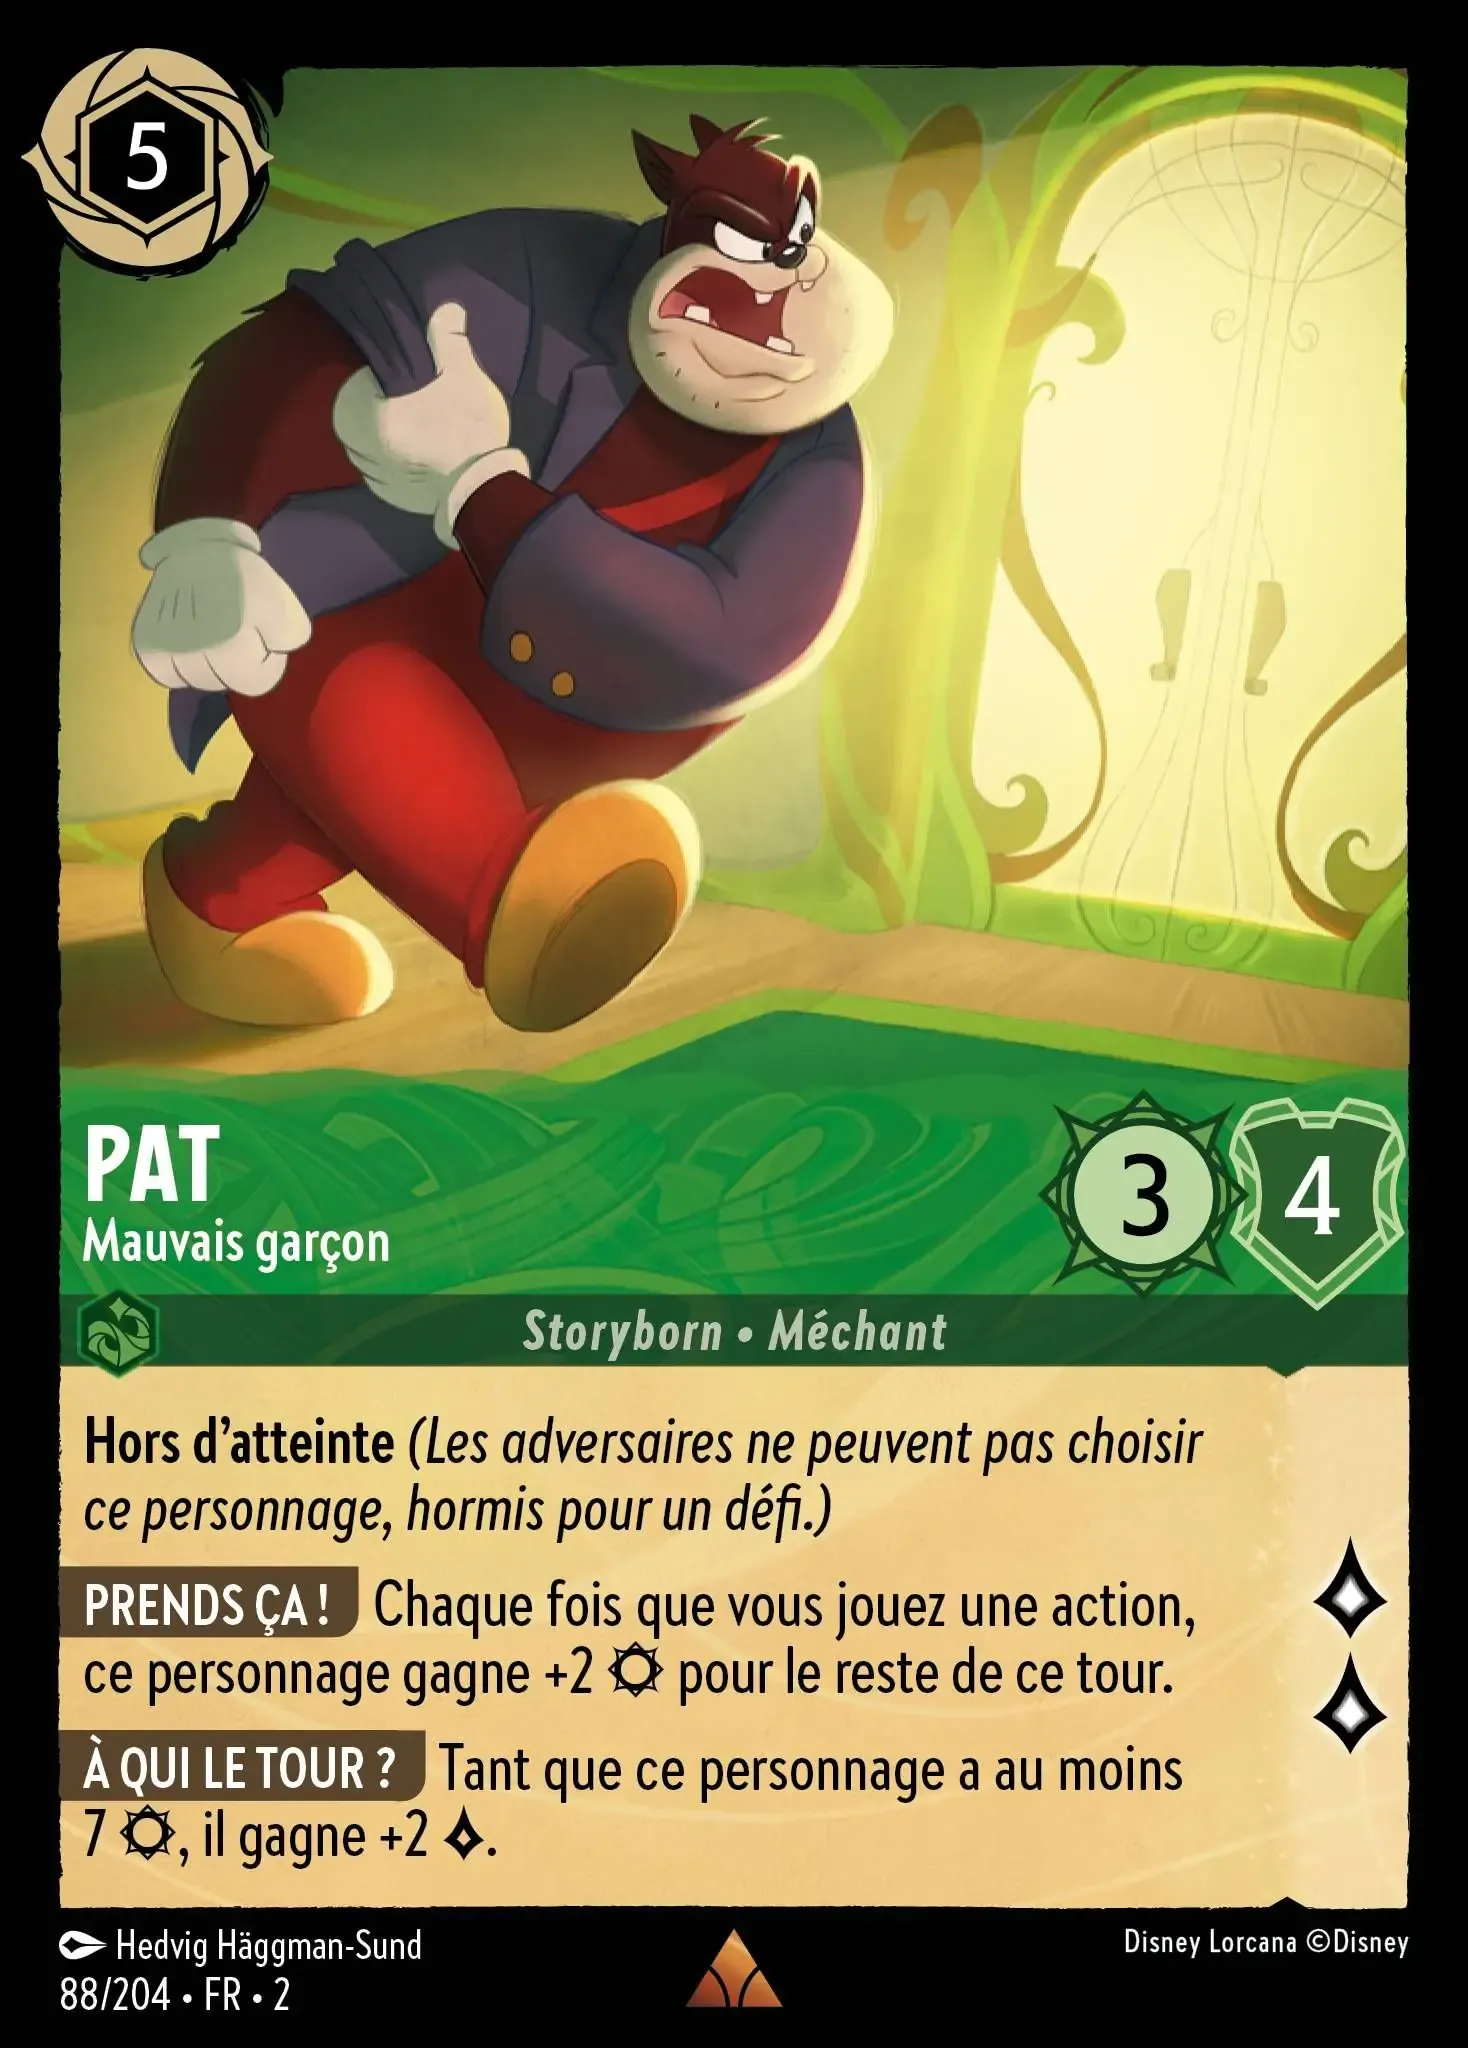 5
PAT
Mauvais garçon
3
4
Storyborn • Méchant
Hors d’atteinte (Les adversaires ne peuvent pas choisir
ce personnage, hormis pour un défi.)
PRENDS ÇA ! Chaque fois que vous jouez une action,
ce personnage gagne +2 pour le reste de ce tour.
À QUI LE TOUR ? Tant que ce personnage a au moins
7 , il gagne +2 .
Hedvig Häggman-Sund
Disney Lorcana ©Disney
88/204 • FR • 2